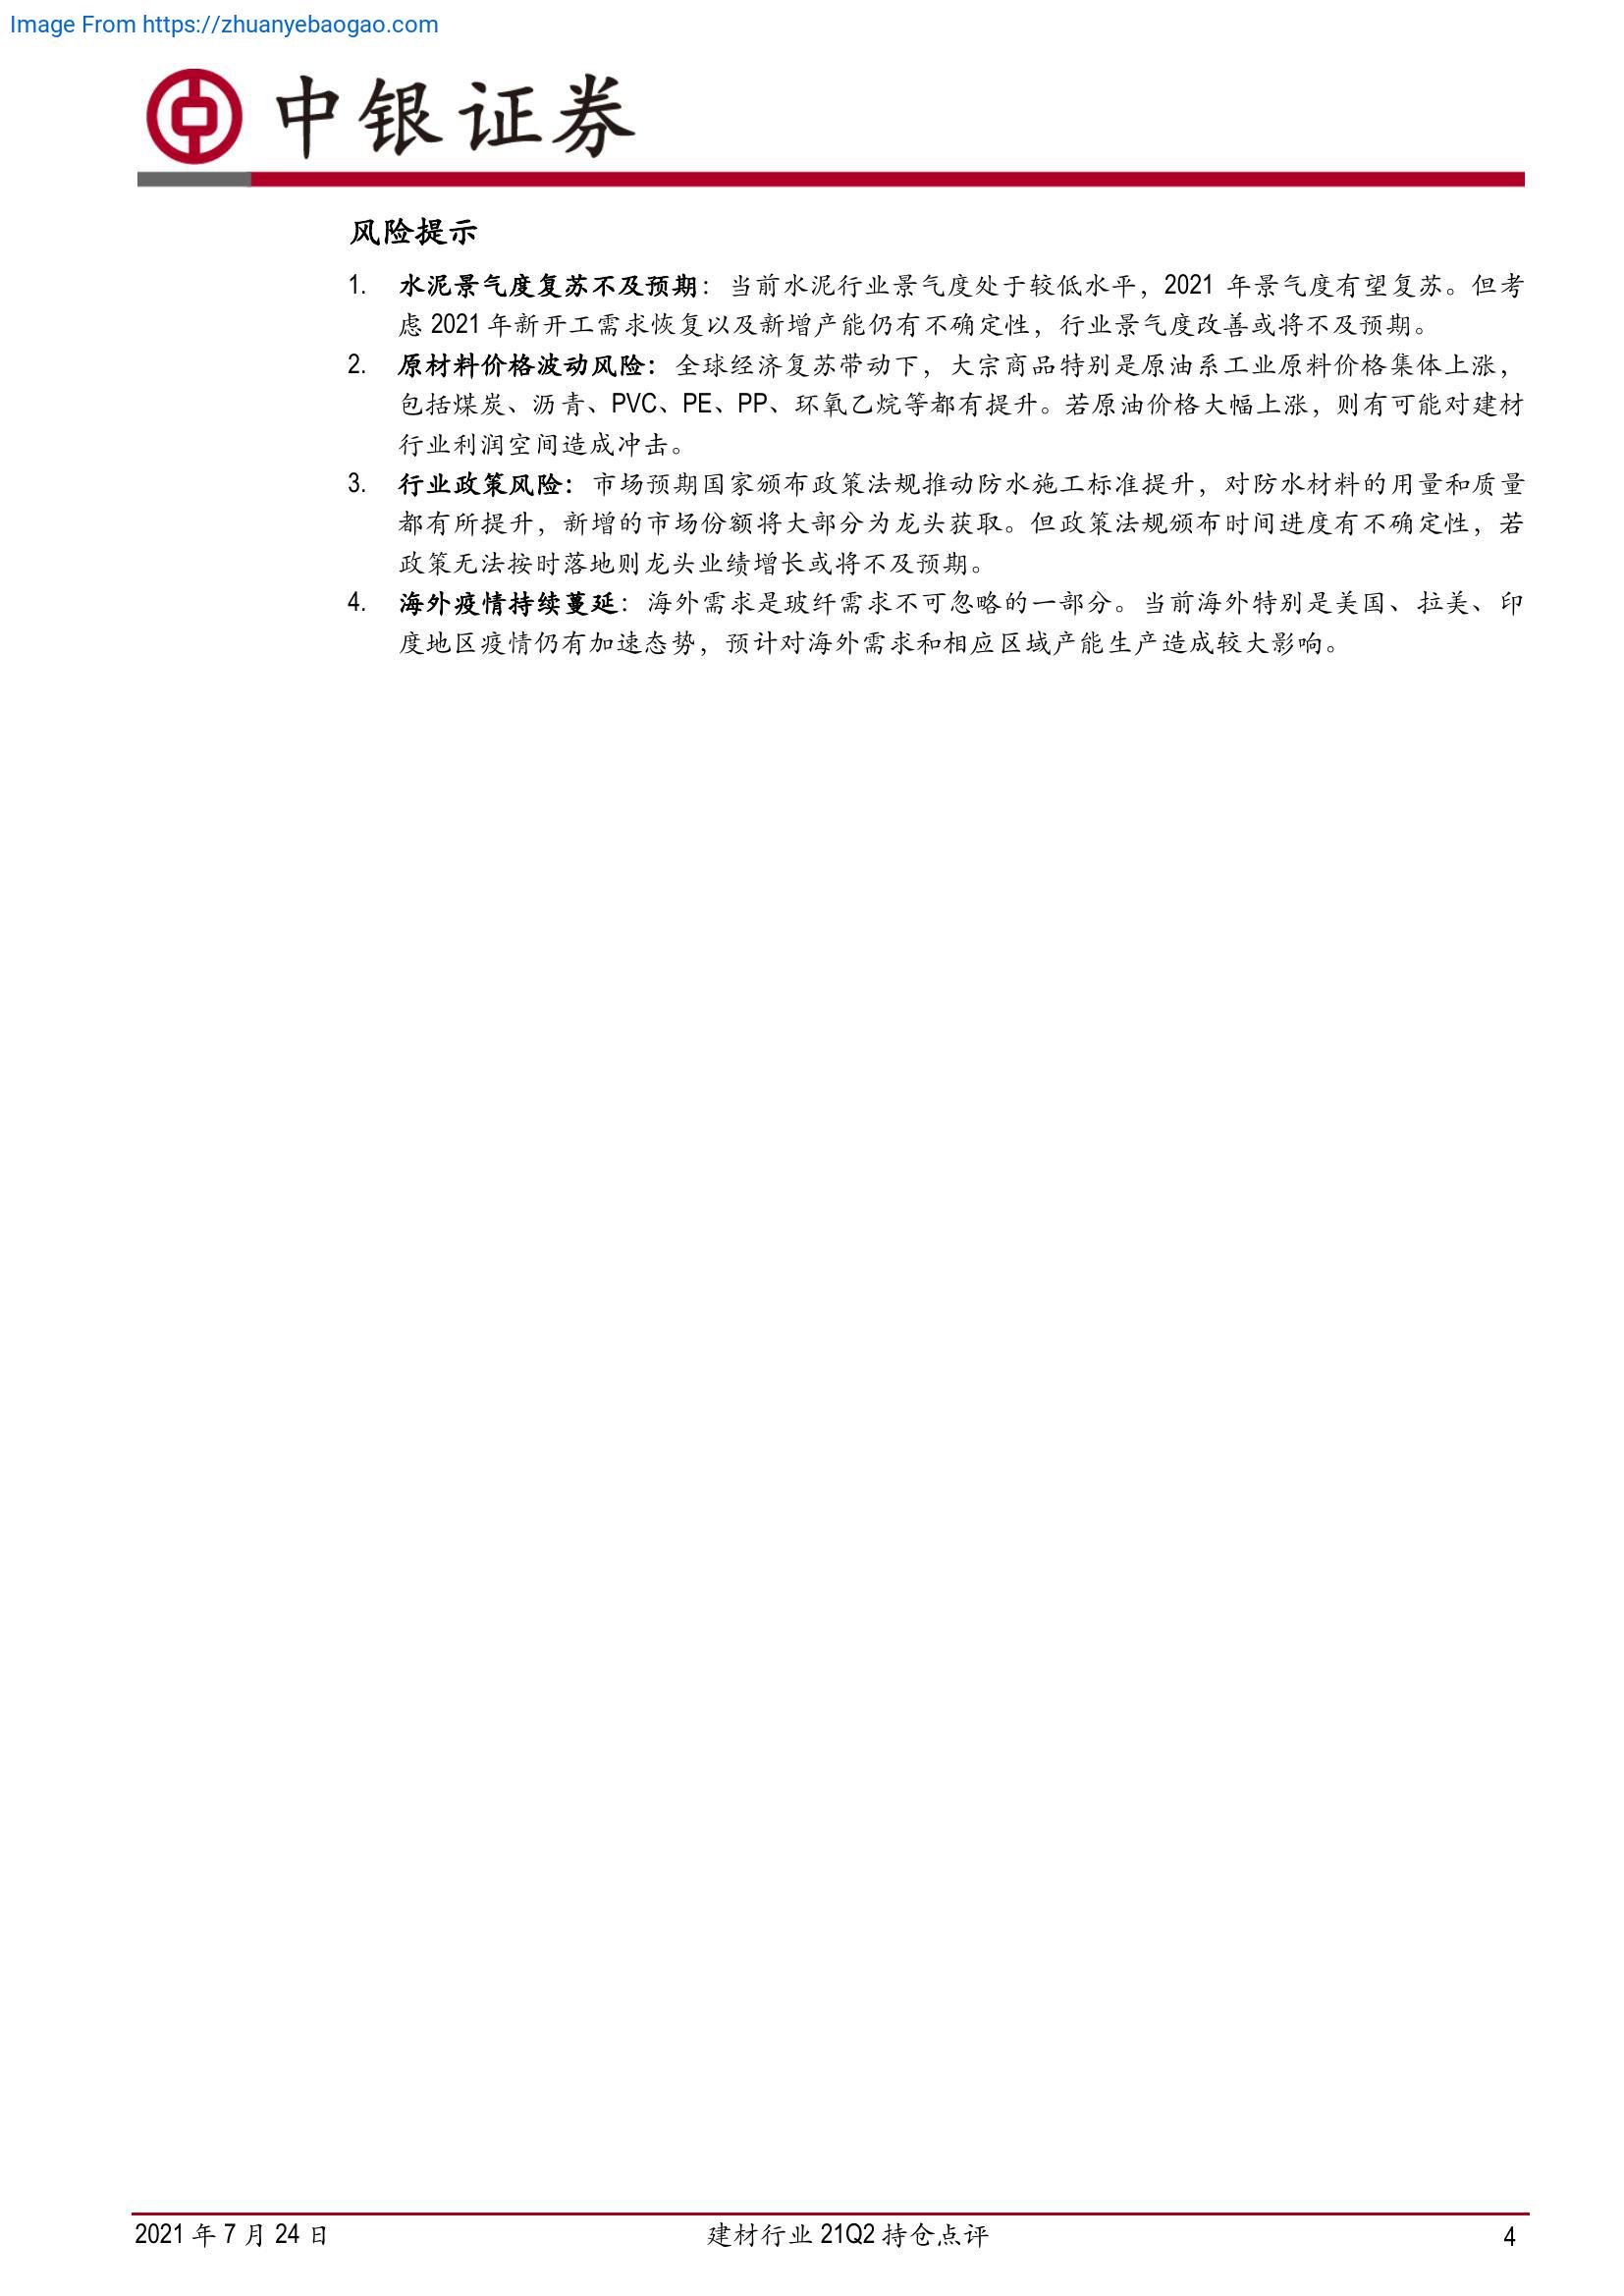 Image From https://zhuanyebaogao.com
中银证券
风险提示
1. 水泥景气度复苏不及预期：当前水泥行业景气度处于较低水平，2021 年景气度有望复苏。但考
虑 2021 年新开工需求恢复以及新增产能仍有不确定性，行业景气度改善或将不及预期。
2. 原材料价格波动风险：全球经济复苏带动下，大宗商品特别是原油系工业原料价格集体上涨，
包括煤炭、沥青、PVC、PE、PP、环氧乙烷等都有提升。若原油价格大幅上涨，则有可能对建材
行业利润空间造成冲击。
3. 行业政策风险：市场预期国家颁布政策法规推动防水施工标准提升，对防水材料的用量和质量
都有所提升，新增的市场份额将大部分为龙头获取。但政策法规颁布时间进度有不确定性，若
政策无法按时落地则龙头业绩增长或将不及预期。
4. 海外疫情持续蔓延：海外需求是玻纤需求不可忽略的一部分。当前海外特别是美国、拉美、印
度地区疫情仍有加速态势，预计对海外需求和相应区域产能生产造成较大影响。
2021 年 7 月 24 日 建材行业 21Q2 持仓点评 4